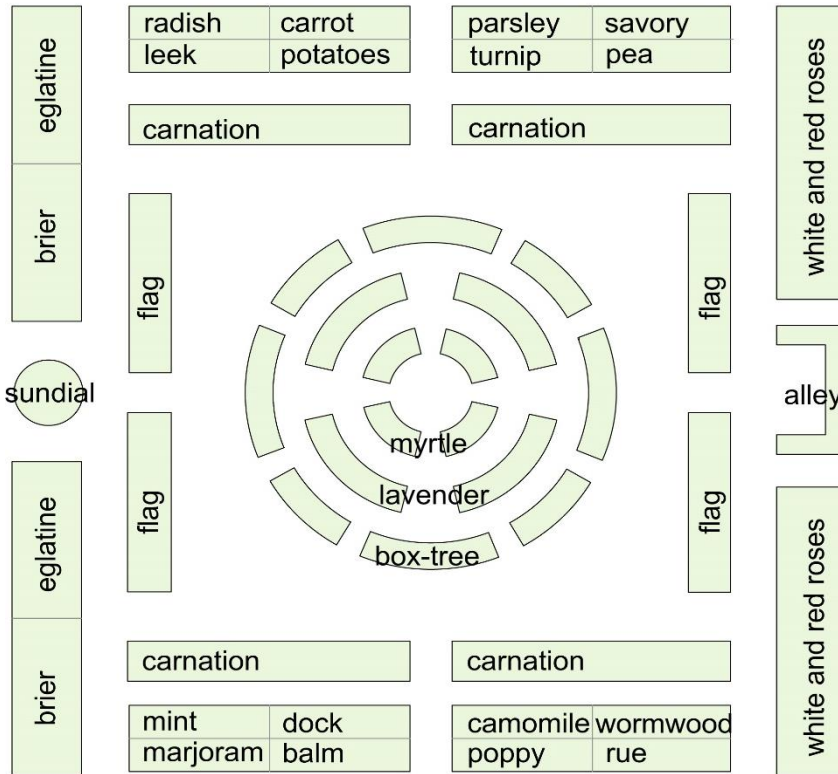 radish carrot
leek potatoes
parsley savory
turnip pea
eglatine
brier
carnation
carnation
white and red roses
flag
flag
sundial
alley
myrtle
lavender
box-tree
eglatine
brier
flag
flag
white and red roses
carnation
carnation
mint dock
marjoram balm
camomile wormwood
poppy rue